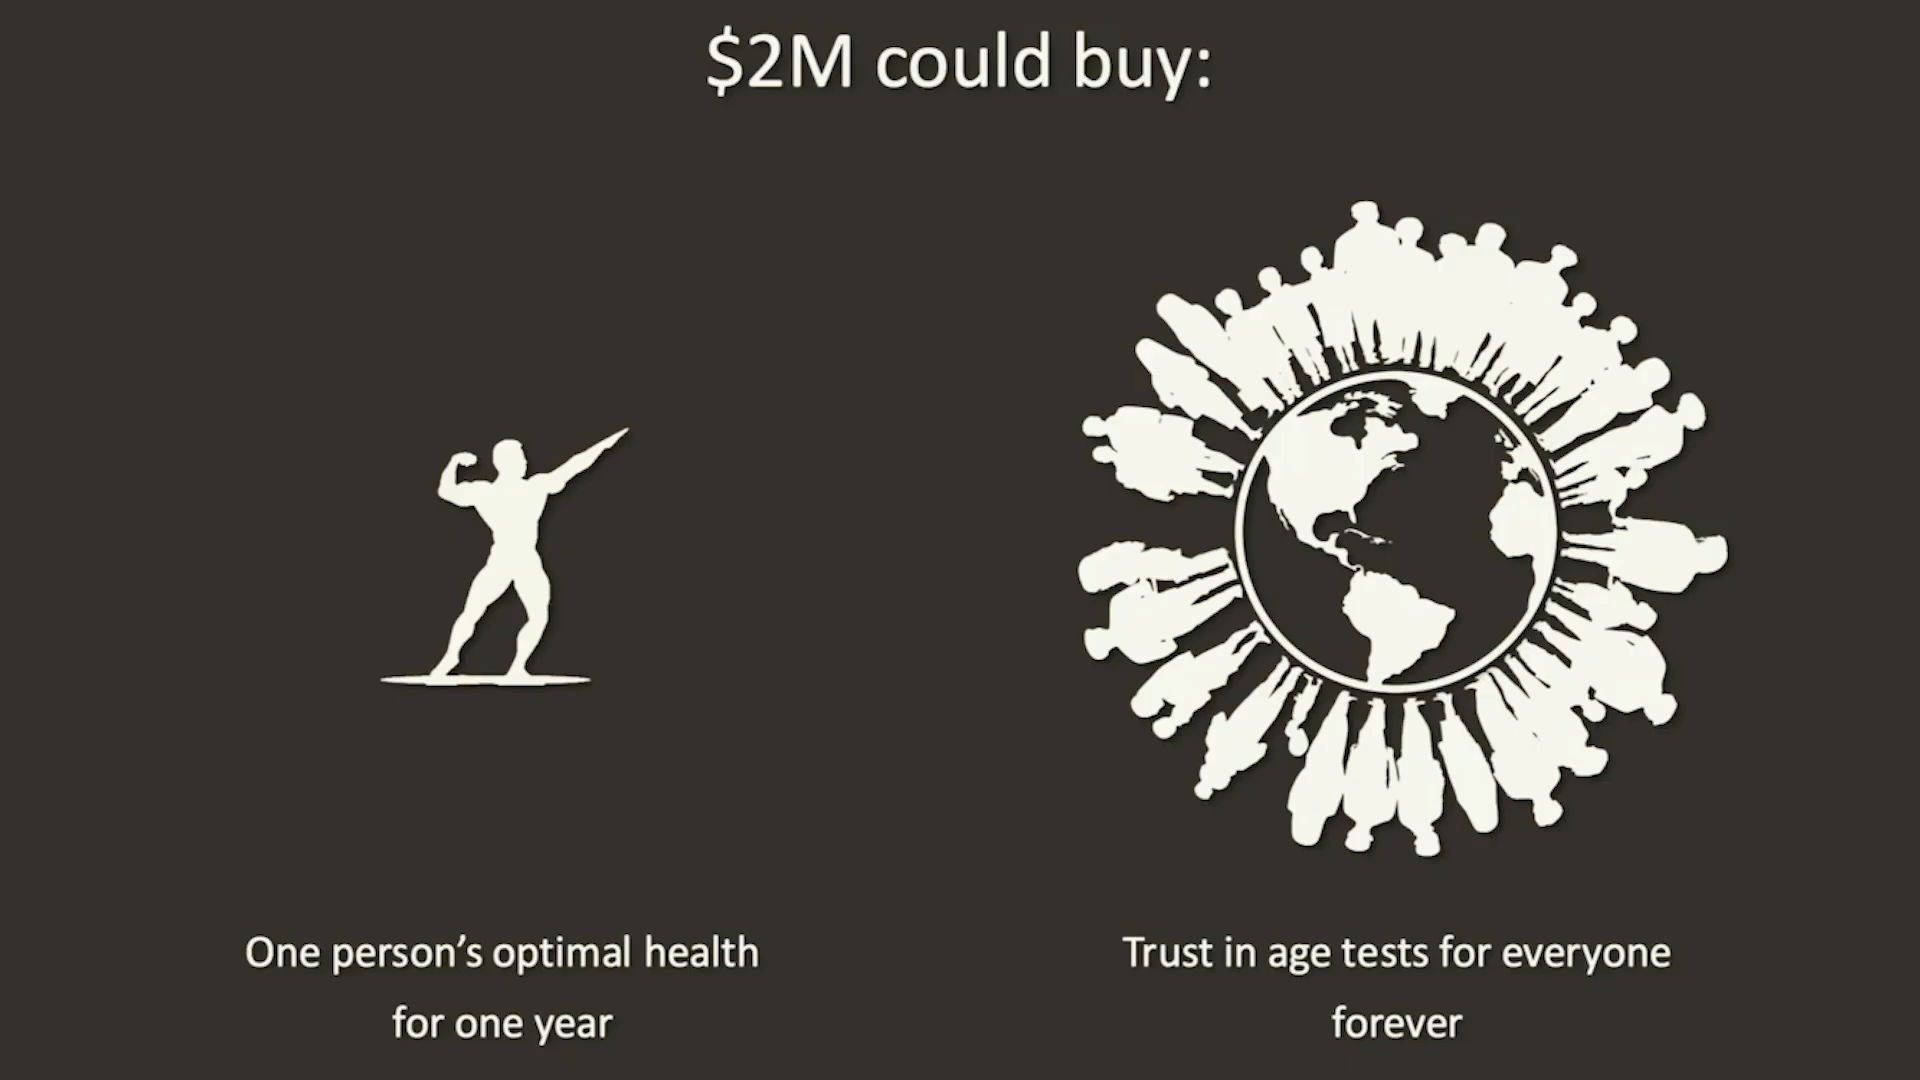 $2M could buy:
One person’s optimal health
for one year
Trust in age tests for everyone
forever